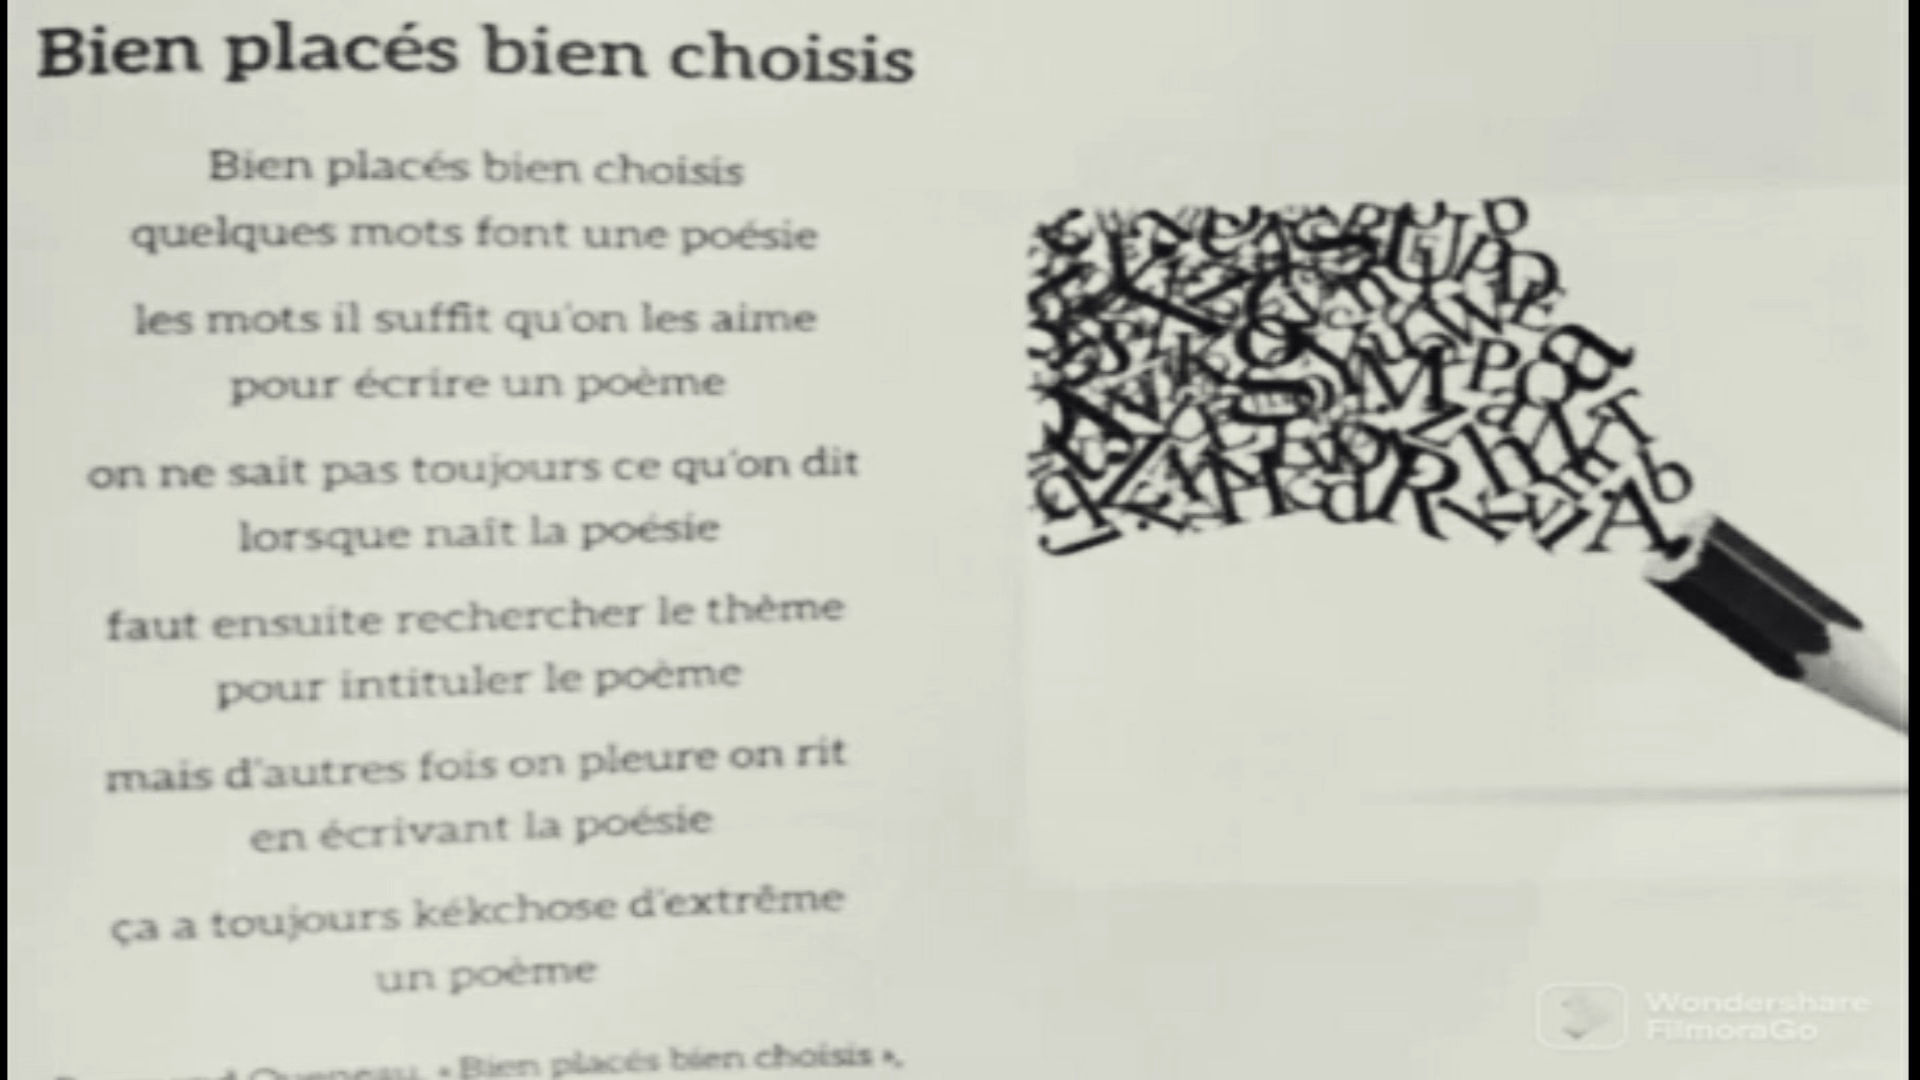 Bien placés bien choisis
Bien placés bien choisis
quelques mots font une poésie
les mots il suffit qu'on les aime
pour écrire un poème
on ne sait pas toujours ce qu'on dit
lorsque naît la poésie
faut ensuite rechercher le thème
pour intituler le poème
mais d'autres fois on pleure on rit
en écrivant la poésie
ça a toujours kékchose d'extrême
un poème
Queneau, « Bien placés bien choisis »,
Wondershare
FilmoraGo